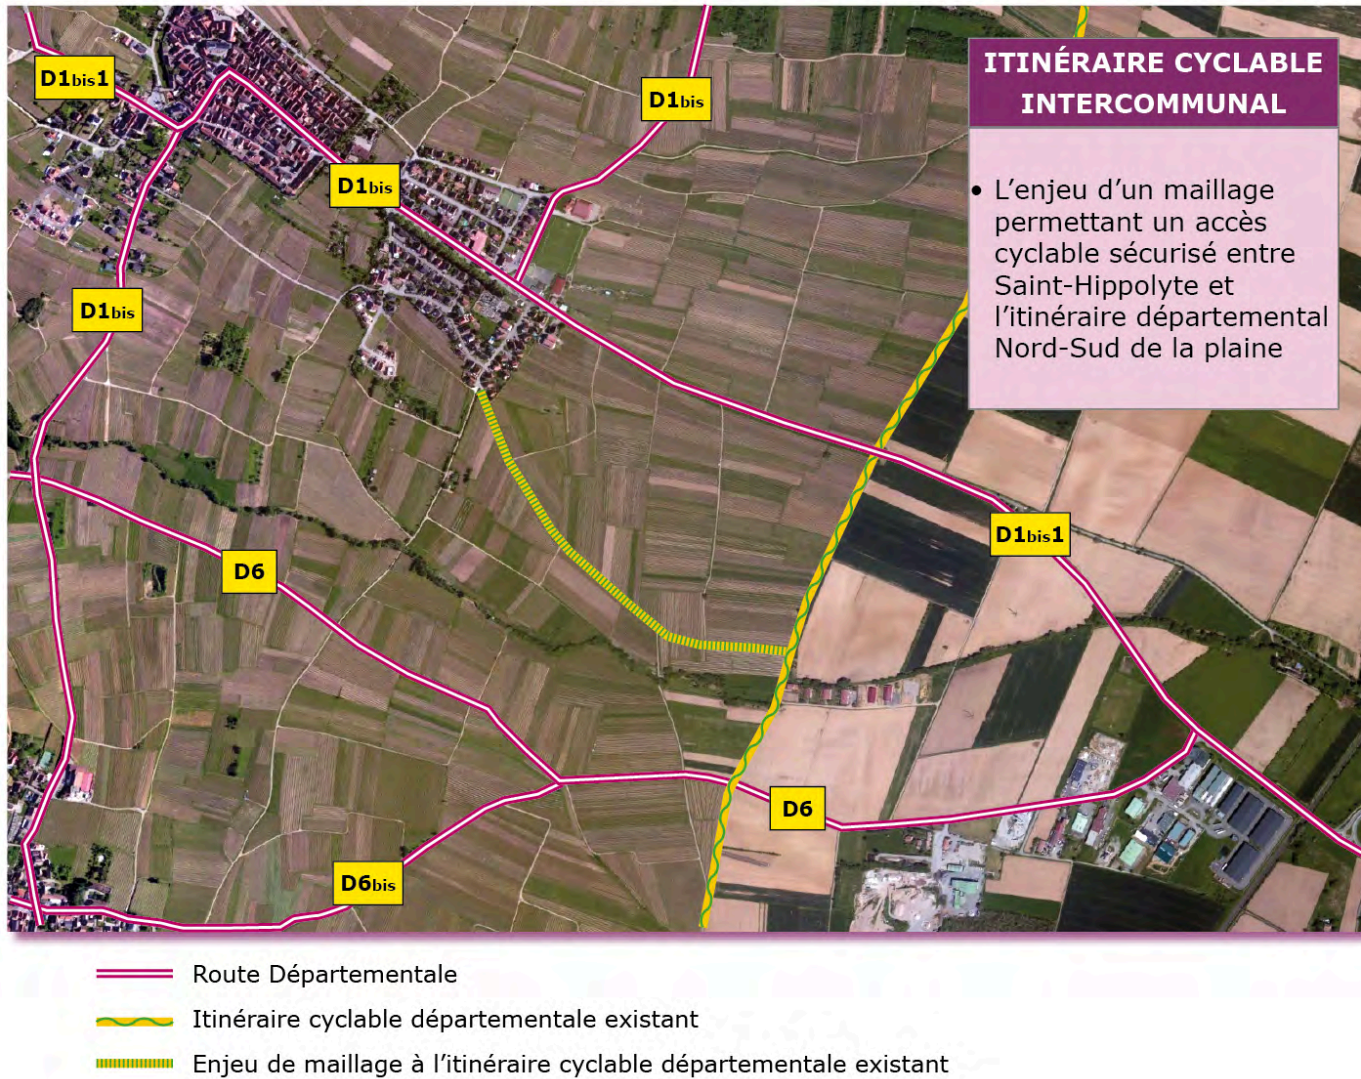 D1bis1
D1bis
D1bis
D1bis
D6
D1bis1
D6
D6bis
ITINÉRAIRE CYCLABLE
INTERCOMMUNAL
• L’enjeu d’un maillage
permettant un accès
cyclable sécurisé entre
Saint-Hippolyte et
l’itinéraire départemental
Nord-Sud de la plaine
Route Départementale
Itinéraire cyclable départementale existant
Enjeu de maillage à l’itinéraire cyclable départementale existant